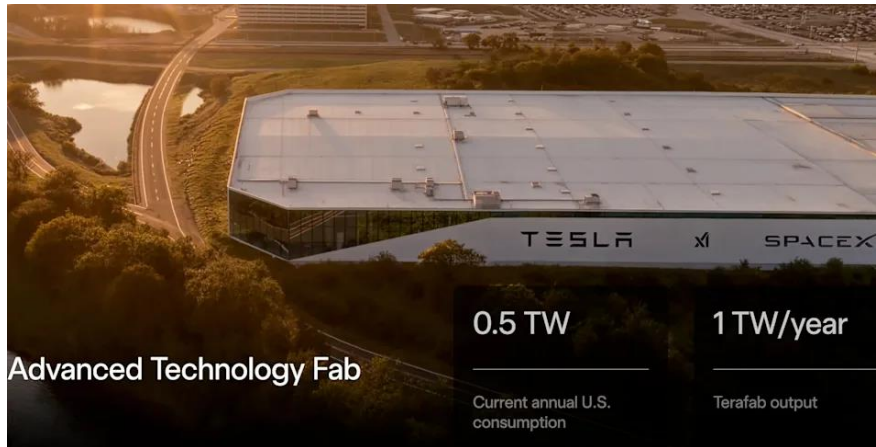 TESLA xI SPACEX
0.5 TW
1 TW/year
Advanced Technology Fab
Current annual U.S.
consumption
Terafab output